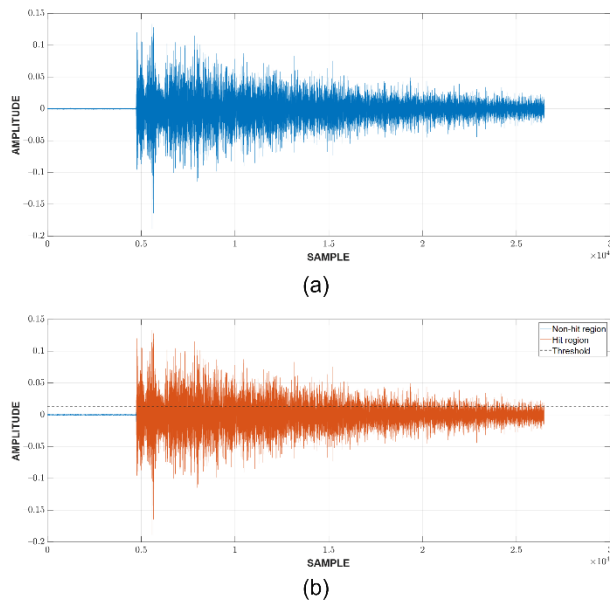 0.15
0.1
0.05
0
−0.05
−0.1
−0.15
0.2
AMPLITUDE
0 0.5 1 1.5 2 2.5 3
SAMPLE
(a)
0.15
0.1
0.05
0
−0.05
−0.1
−0.15
−0.2
AMPLITUDE
Non-hit region
Hit region
Threshold
0 0.5 1 1.5 2 2.5
SAMPLE
(b)